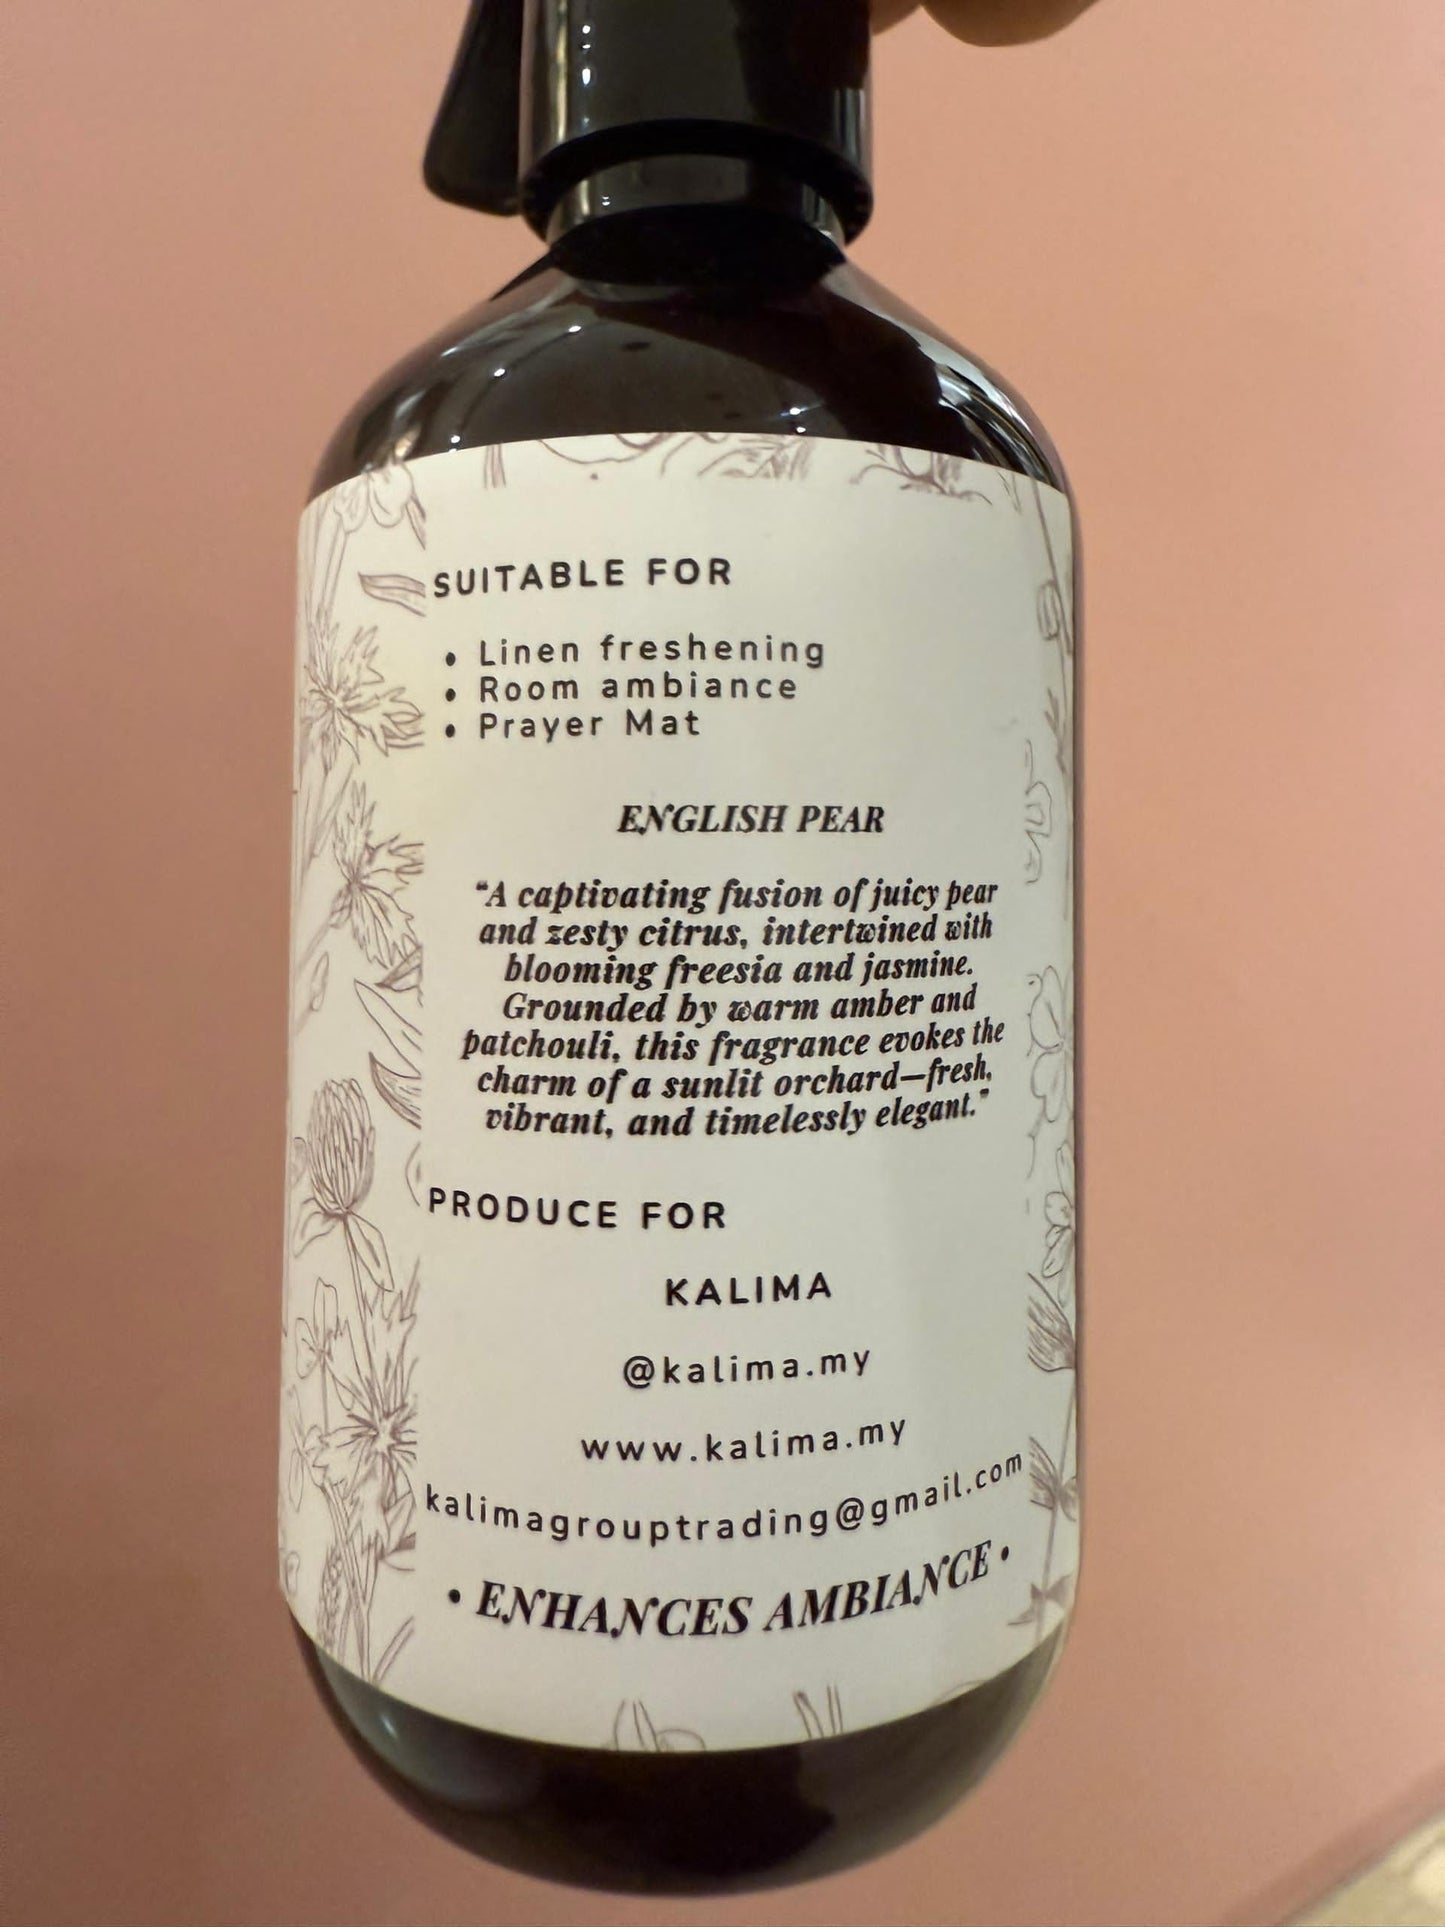 SUITABLE FOR
• Linen freshening
• Room ambiance
• Prayer Mat
ENGLISH PEAR
"A captivating fusion of juicy pear
and zesty citrus, intertwined with
blooming freesia and jasmine.
Grounded by warm amber and
patchouli, this fragrance evokes the
charm of a sunlit orchard—fresh,
vibrant, and timelessly elegant."
PRODUCE FOR
KALIMA
@kalima.my
www.kalima.my
kalimagrouptrading@gmail.com
• ENHANCES AMBIANCE •